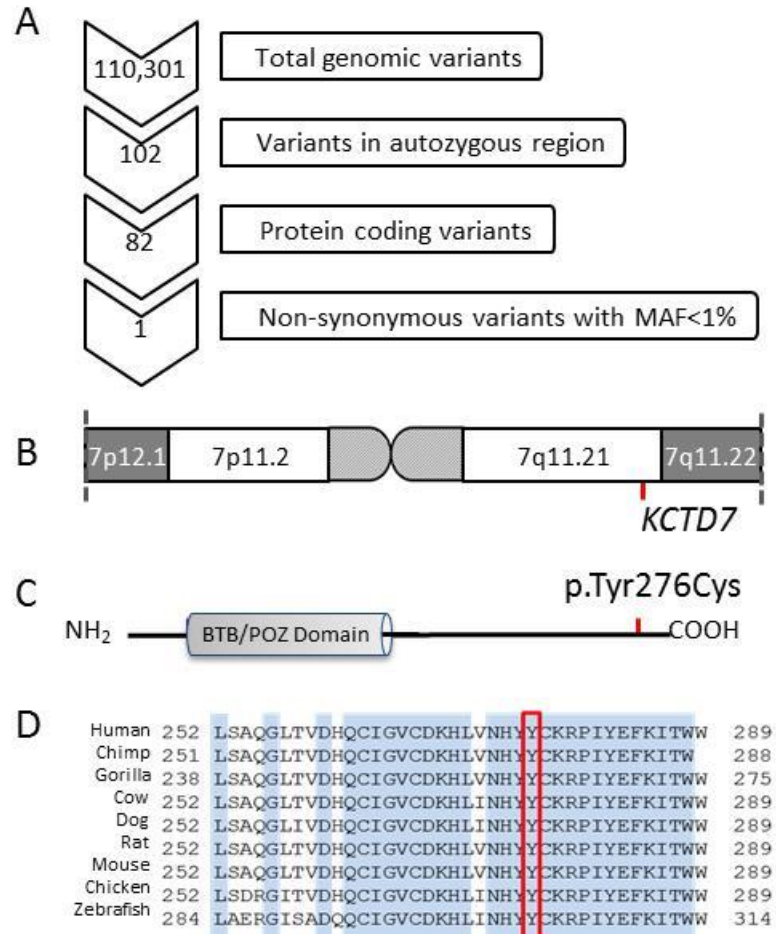 A
110,301 Total genomic variants
102 Variants in autozygous region
82 Protein coding variants
1 Non-synonymous variants with MAF<1%
B
7p12.1 7p11.2 7q11.21 7q11.22
KCTD7
C
p.Tyr276Cys
NH2 BTB/POZ Domain COOH
D
Human 252 LSAQGLTVDHQCIGVCDKHLVNHYYCKRPIYEFKITWW 289
Chimp 251 LSAQGLTVDHQCIGVCDKHLVNHYYCKRPIYEFKITWW 288
Gorilla 238 LSAQGLTVDHQCIGVCDKHLVNHYYCKRPIYEFKITWW 275
Cow 252 LSAQGLIVDHQCIGVCDKHLINHYYCKRPIYEFKITWW 289
Dog 252 LSAQGLTVDHQCIGVCDKHLINHYYCKRPIYEFKITWW 289
Rat 252 LSAQGLTVDHQCIGVCDKHLINHYYCKRPIYEFKITWW 289
Mouse 252 LSAQGLTVDHQCIGVCDKHLVNHYYCKRPIYEFKITWW 289
Chicken 252 LSDRGITVDHQCIGVCDKHLINHYYCKRPIYEFKITWW 289
Zebrafish 284 LAERGISADQQCIGVCDKHLINHYYCKRPIYEFKITWW 314